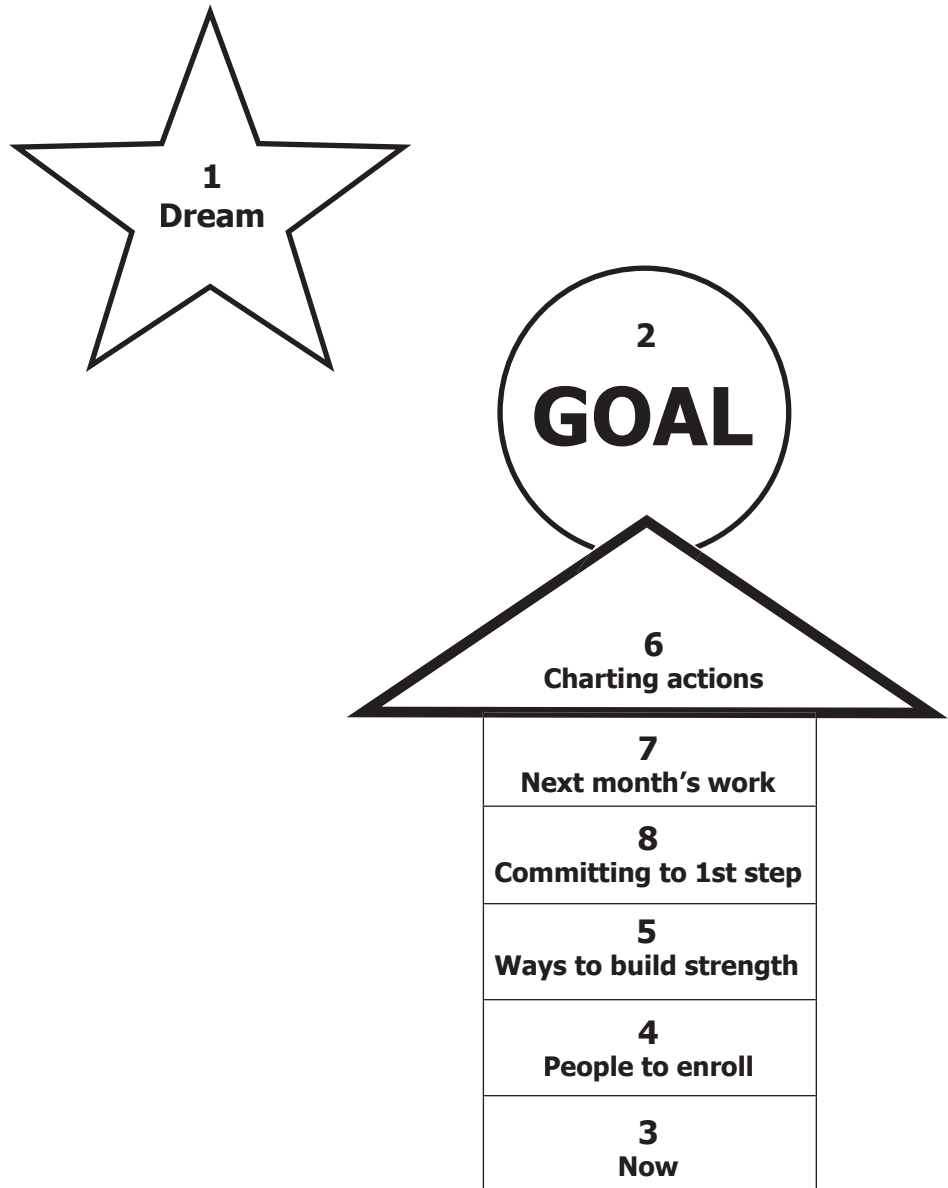 1
Dream
2
GOAL
6
Charting actions
7
Next month’s work
8
Committing to 1st step
5
Ways to build strength
4
People to enroll
3
Now